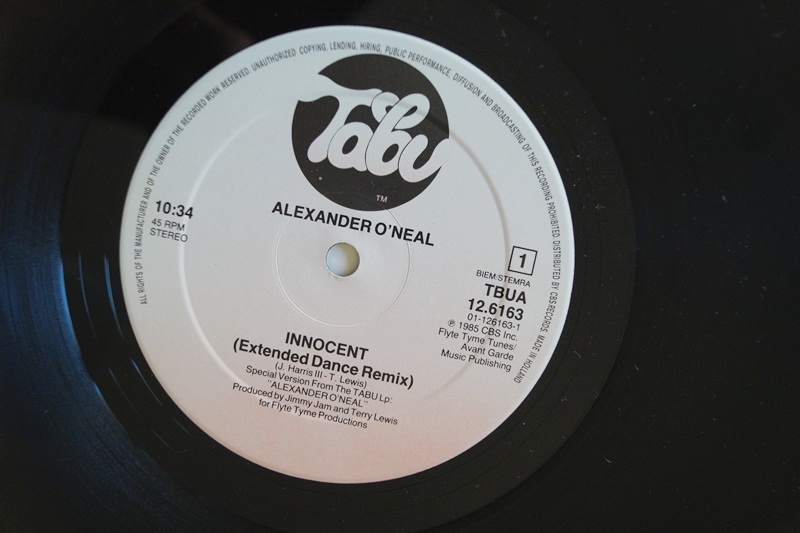 ALL RIGHTS OF THE MANUFACTURER AND OF THE OWNER OF THE RECORDED WORK RESERVED. UNAUTHORIZED COPYING, LENDING, HIRING, PUBLIC PERFORMANCE, DIFFUSION AND BROADCASTING OF THIS RECORDING PROHIBITED. DISTRIBUTED BY CBS RECORDS. MADE IN HOLLAND
Tabu
TM
ALEXANDER O'NEAL
10:34
45 RPM
STEREO
1
BIEM/STEMRA
TBUA
12.6163
01-126163-1
℗ 1985 CBS Inc.
Flyte Tyme Tunes/
Avant Garde
Music Publishing
INNOCENT
(Extended Dance Remix)
(J. Harris III - T. Lewis)
Special Version From The TABU Lp:
"ALEXANDER O'NEAL"
Produced by Jimmy Jam and Terry Lewis
for Flyte Tyme Productions